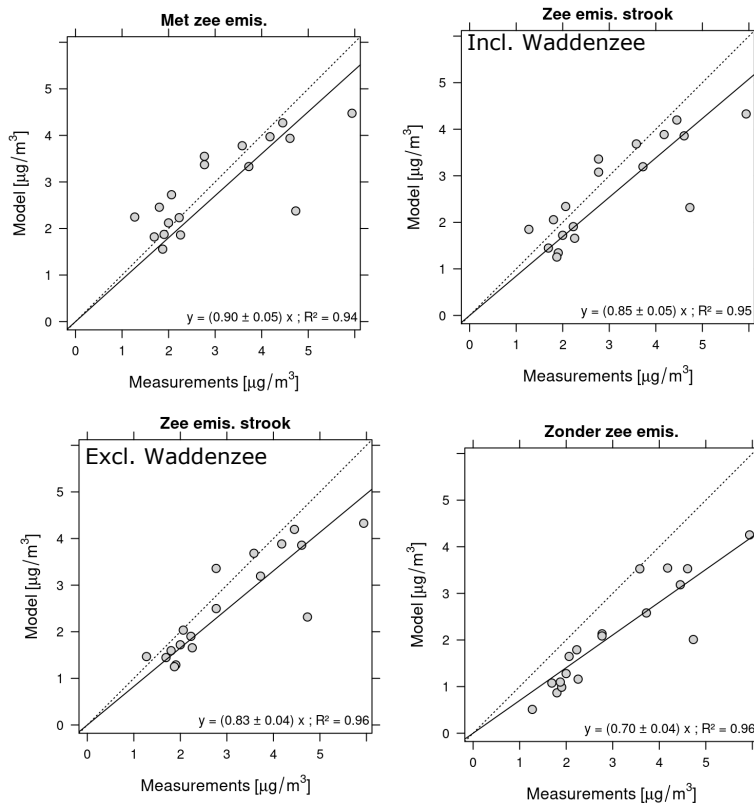 Met zee emis.
Model [µg/m³]
6
5
4
3
2
1
0
y = (0.90 ± 0.05) x ; R² = 0.94
0 1 2 3 4 5
Measurements [µg/m³]
Zee emis. strook
Incl. Waddenzee
Model [µg/m³]
5
4
3
2
1
0
y = (0.85 ± 0.05) x ; R² = 0.95
0 1 2 3 4 5
Measurements [µg/m³]
Zee emis. strook
Excl. Waddenzee
Model [µg/m³]
5
4
3
2
1
0
y = (0.83 ± 0.04) x ; R² = 0.96
0 1 2 3 4 5
Measurements [µg/m³]
Zonder zee emis.
Model [µg/m³]
5
4
3
2
1
0
y = (0.70 ± 0.04) x ; R² = 0.96
0 1 2 3 4 5
Measurements [µg/m³]